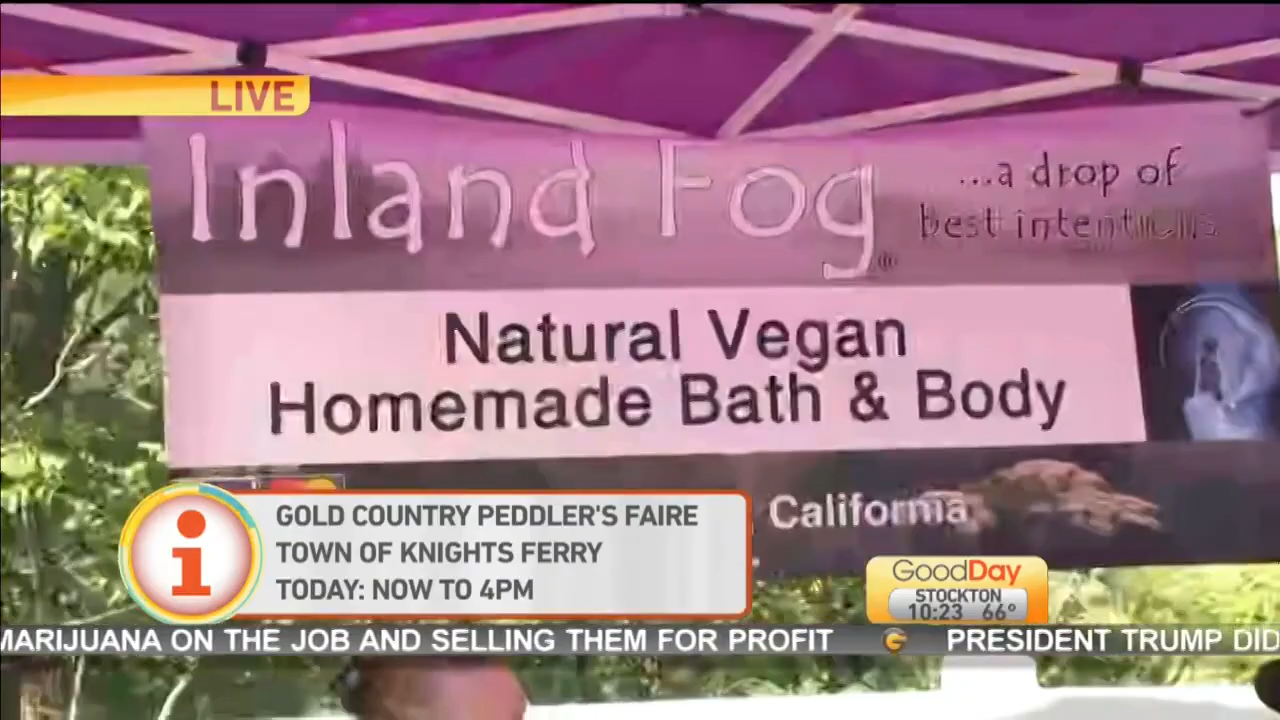 LIVE
Inland Fog
...a drop of
best intentions
Natural Vegan
Homemade Bath & Body
California
GOLD COUNTRY PEDDLER'S FAIRE
TOWN OF KNIGHTS FERRY
TODAY: NOW TO 4PM
GoodDay
STOCKTON
10:23 66°
MARIJUANA ON THE JOB AND SELLING THEM FOR PROFIT PRESIDENT TRUMP DID